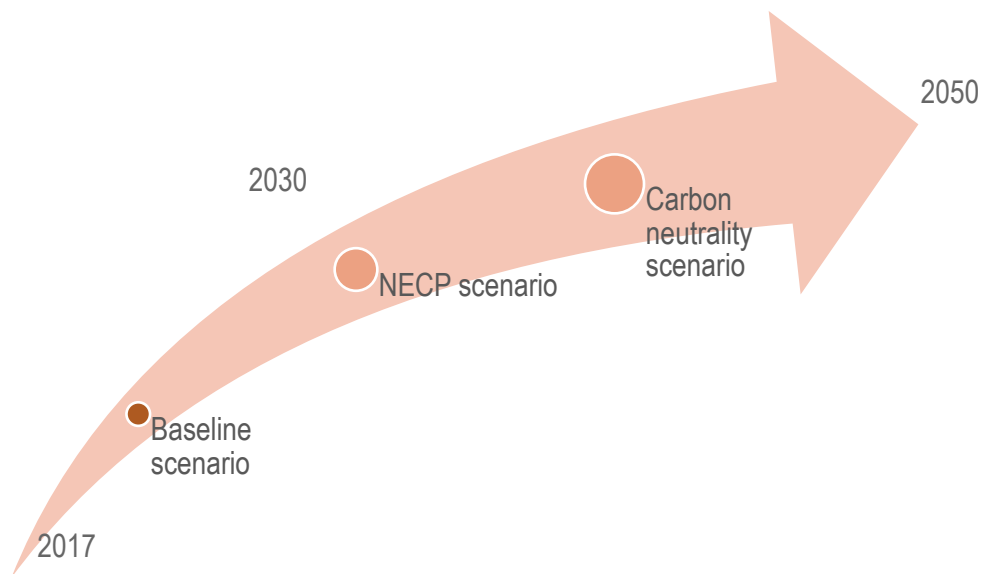 2050
2030
Carbon
neutrality
scenario
NECP scenario
Baseline
scenario
2017